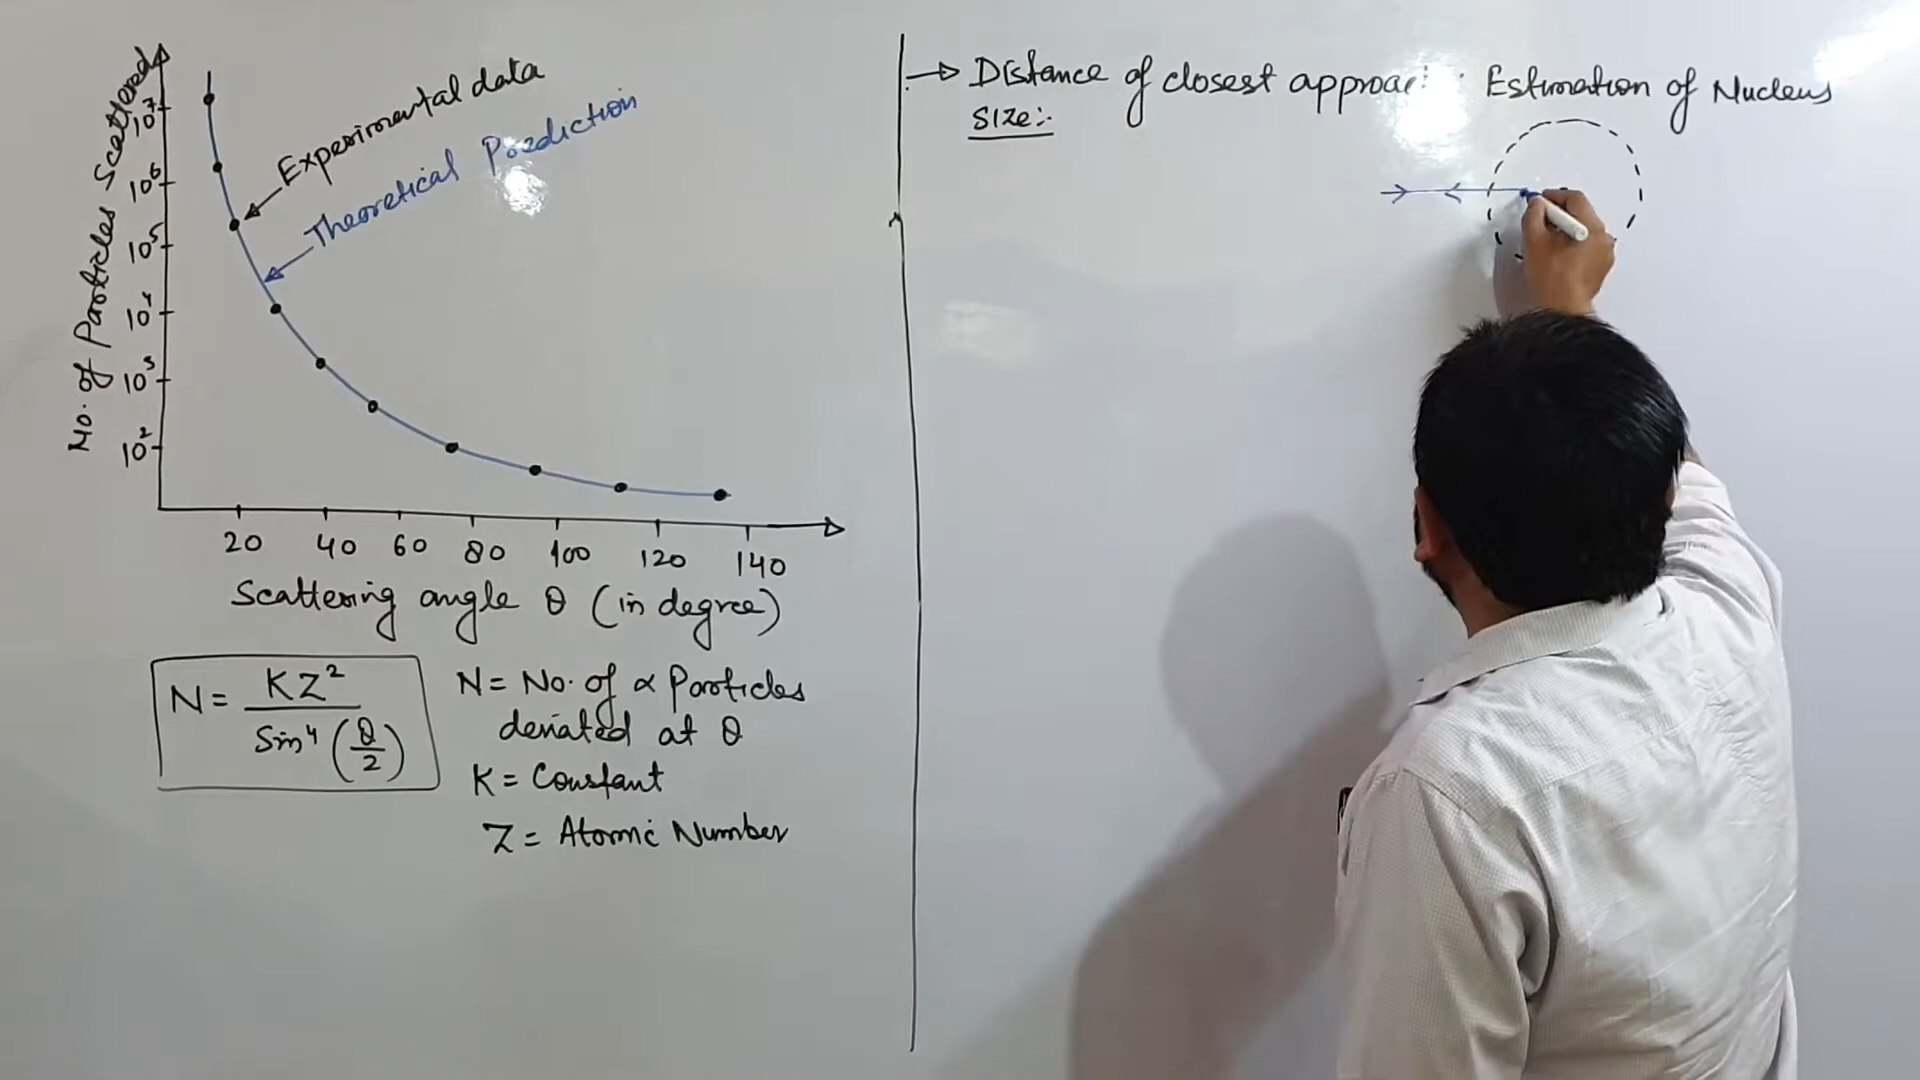 No. of Particles Scattered
10⁷
10⁶
10⁵
10⁴
10³
10²
Experimental data
Theoretical Prediction
20 40 60 80 100 120 140
Scattering angle θ (in degree)
N = KZ² / Sin⁴(θ/2)
N = No. of α Particles
deviated at θ
K = Constant
Z = Atomic Number
→ Distance of closest Estimation of Nucleus
Size:-